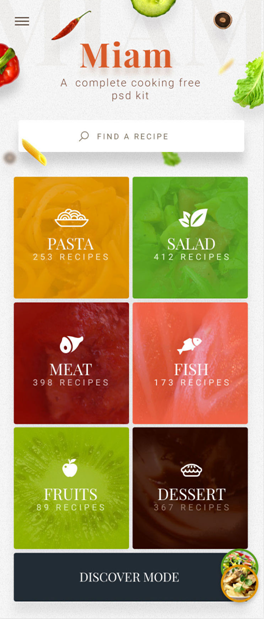 MIAM
Miam
A complete cooking free
psd kit
FIND A RECIPE
PASTA
253 RECIPES
SALAD
412 RECIPES
MEAT
398 RECIPES
FISH
173 RECIPES
FRUITS
89 RECIPES
DESSERT
367 RECIPES
DISCOVER MODE